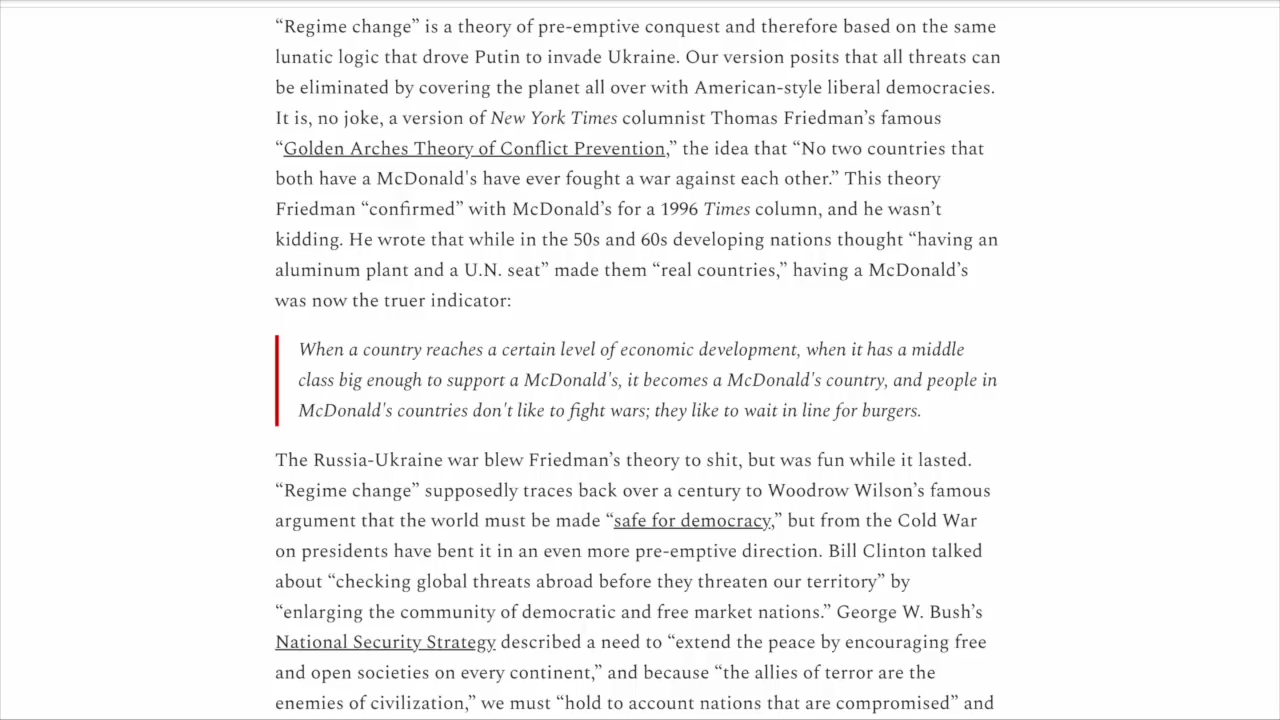 “Regime change” is a theory of pre-emptive conquest and therefore based on the same
lunatic logic that drove Putin to invade Ukraine. Our version posits that all threats can
be eliminated by covering the planet all over with American-style liberal democracies.
It is, no joke, a version of New York Times columnist Thomas Friedman’s famous
“Golden Arches Theory of Conflict Prevention,” the idea that “No two countries that
both have a McDonald's have ever fought a war against each other.” This theory
Friedman “confirmed” with McDonald’s for a 1996 Times column, and he wasn’t
kidding. He wrote that while in the 50s and 60s developing nations thought “having an
aluminum plant and a U.N. seat” made them “real countries,” having a McDonald’s
was now the truer indicator:
When a country reaches a certain level of economic development, when it has a middle
class big enough to support a McDonald's, it becomes a McDonald's country, and people in
McDonald's countries don't like to fight wars; they like to wait in line for burgers.
The Russia-Ukraine war blew Friedman’s theory to shit, but was fun while it lasted.
“Regime change” supposedly traces back over a century to Woodrow Wilson’s famous
argument that the world must be made “safe for democracy,” but from the Cold War
on presidents have bent it in an even more pre-emptive direction. Bill Clinton talked
about “checking global threats abroad before they threaten our territory” by
“enlarging the community of democratic and free market nations.” George W. Bush’s
National Security Strategy described a need to “extend the peace by encouraging free
and open societies on every continent,” and because “the allies of terror are the
enemies of civilization,” we must “hold to account nations that are compromised” and